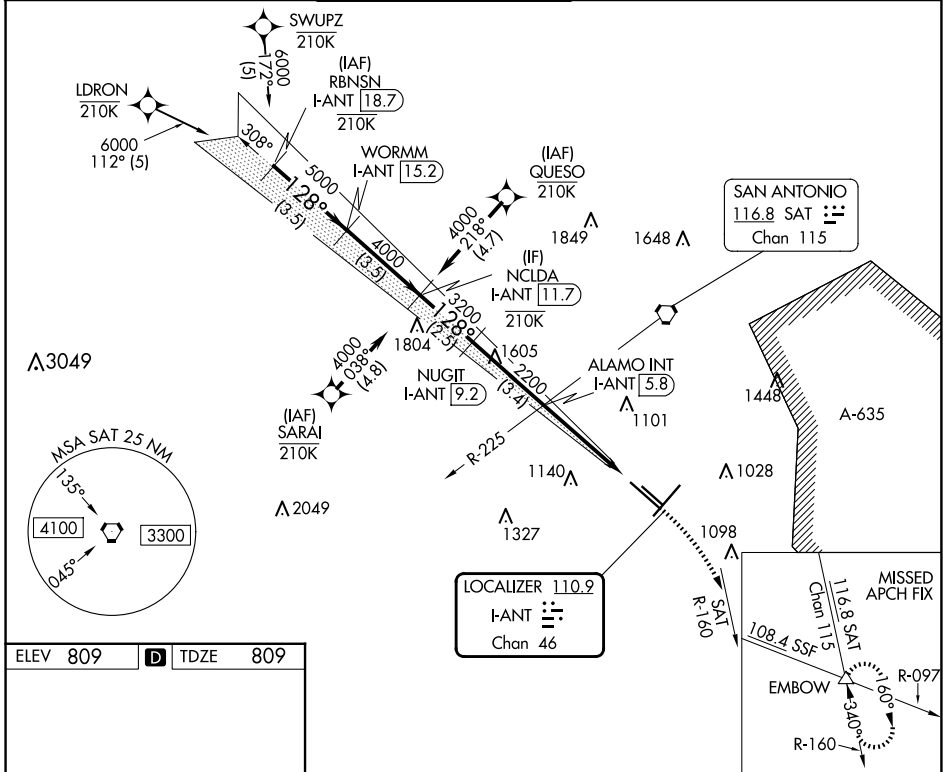 SWUPZ
210K
6000
172°
(5)
LDRON
210K
6000
112° (5)
(IAF)
RBNSN
I-ANT 18.7
210K
308°
5000
128°
(3.5)
WORMM
I-ANT 15.2
4000
(3.5)
(IAF)
QUESO
210K
4000
218°
(4.7)
1849
1648
SAN ANTONIO
116.8 SAT
Chan 115
(IF)
NCLDA
I-ANT 11.7
210K
3200
128°
(2.5)
1804
1605
2200
(3.4)
NUGIT
I-ANT 9.2
ALAMO INT
I-ANT 5.8
1101
1448
A-635
3049
4000
038°
(4.8)
(IAF)
SARAI
210K
R-225
1140
1028
MSA SAT 25 NM
135°
4100
3300
045°
2049
1327
1098
LOCALIZER 110.9
I-ANT
Chan 46
SAT
R-160
MISSED
APCH FIX
116.8 SAT
Chan 115
108.4 SSF
EMBOW
R-097
160°
340°
R-160
ELEV 809 D TDZE 809